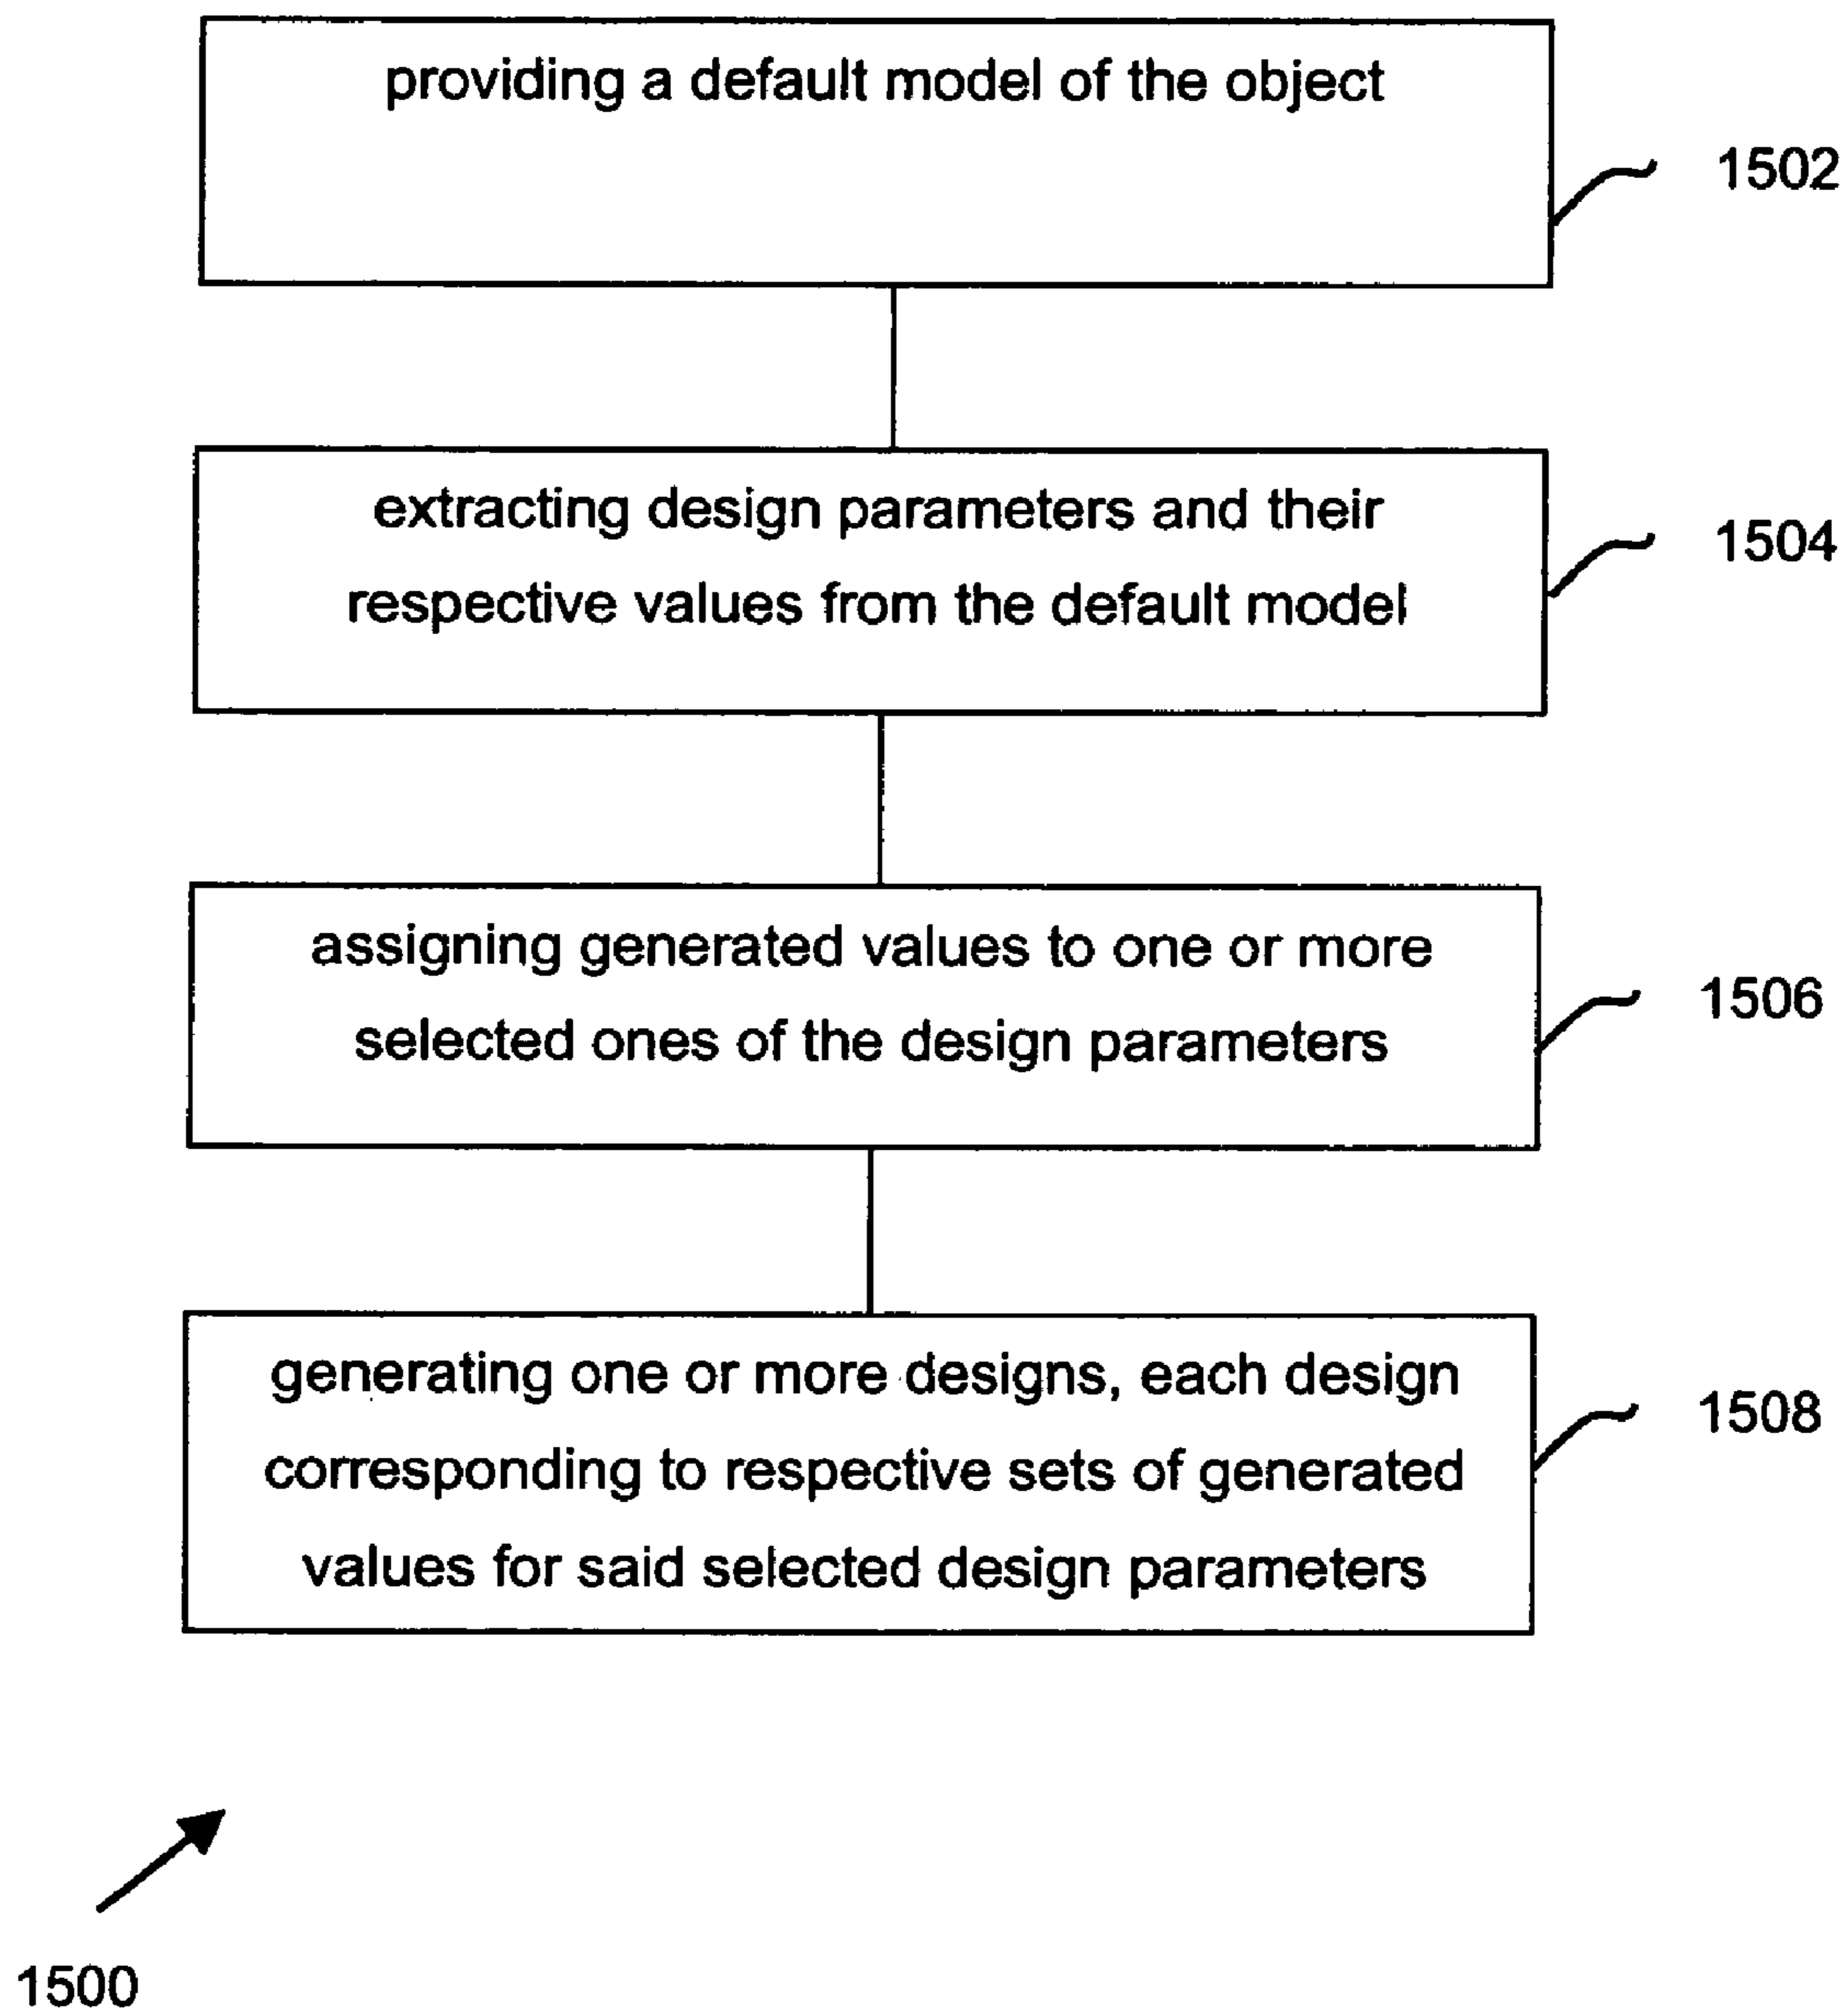 providing a default model of the object
1502
extracting design parameters and their
respective values from the default model
1504
assigning generated values to one or more
selected ones of the design parameters
1506
generating one or more designs, each design
corresponding to respective sets of generated
values for said selected design parameters
1508
1500